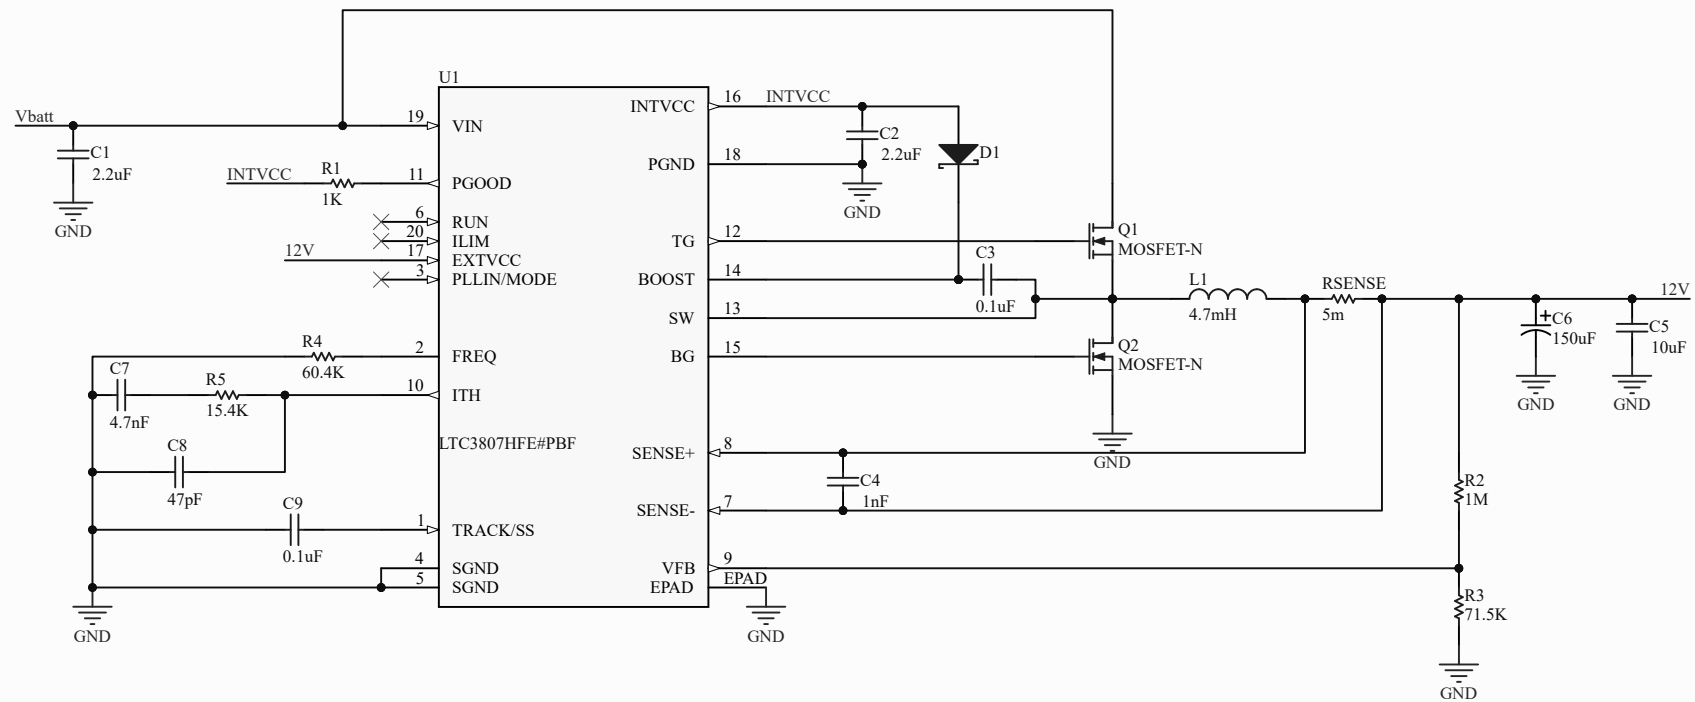 U1
Vbatt
19
VIN
C1
2.2uF
GND
INTVCC
R1
1K
11
PGOOD
6
RUN
20
ILIM
12V
17
EXTVCC
3
PLLIN/MODE
R4
60.4K
2
FREQ
C7
4.7nF
R5
15.4K
10
ITH
LTC3807HFE#PBF
C8
47pF
C9
0.1uF
1
TRACK/SS
4
SGND
5
SGND
GND
INTVCC
16
INTVCC
C2
2.2uF
PGND
18
GND
D1
TG
12
Q1
MOSFET-N
BOOST
14
C3
0.1uF
SW
13
BG
15
Q2
MOSFET-N
GND
L1
4.7mH
RSENSE
5m
12V
C6
150uF
GND
C5
10uF
GND
SENSE+
8
C4
1nF
SENSE-
7
R2
1M
VFB
9
EPAD
EPAD
GND
R3
71.5K
GND